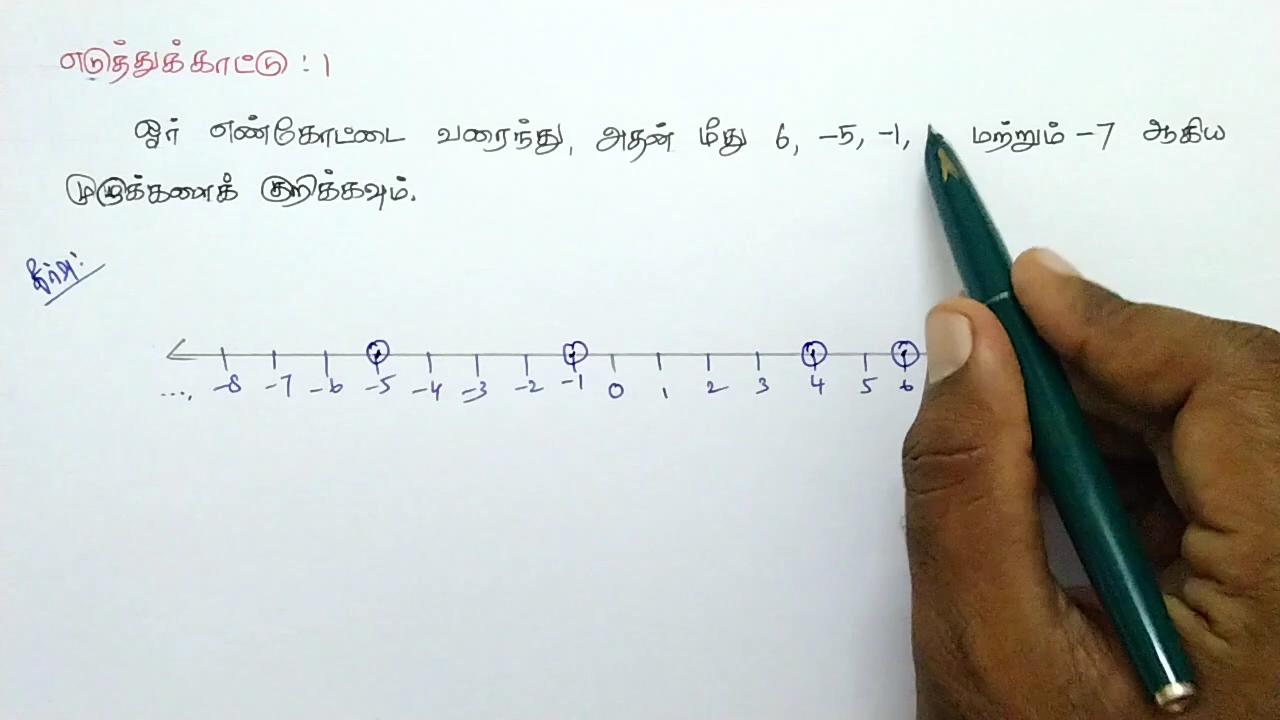 எடுத்துக்காட்டு : 1
ஓர் எண்கோட்டை வரைந்து, அதன் மீது 6, -5, -1, மற்றும் -7 ஆகிய
முழுக்களைக் குறிக்கவும்.
தீர்வு:
..., -8 -7 -6 -5 -4 -3 -2 -1 0 1 2 3 4 5 6